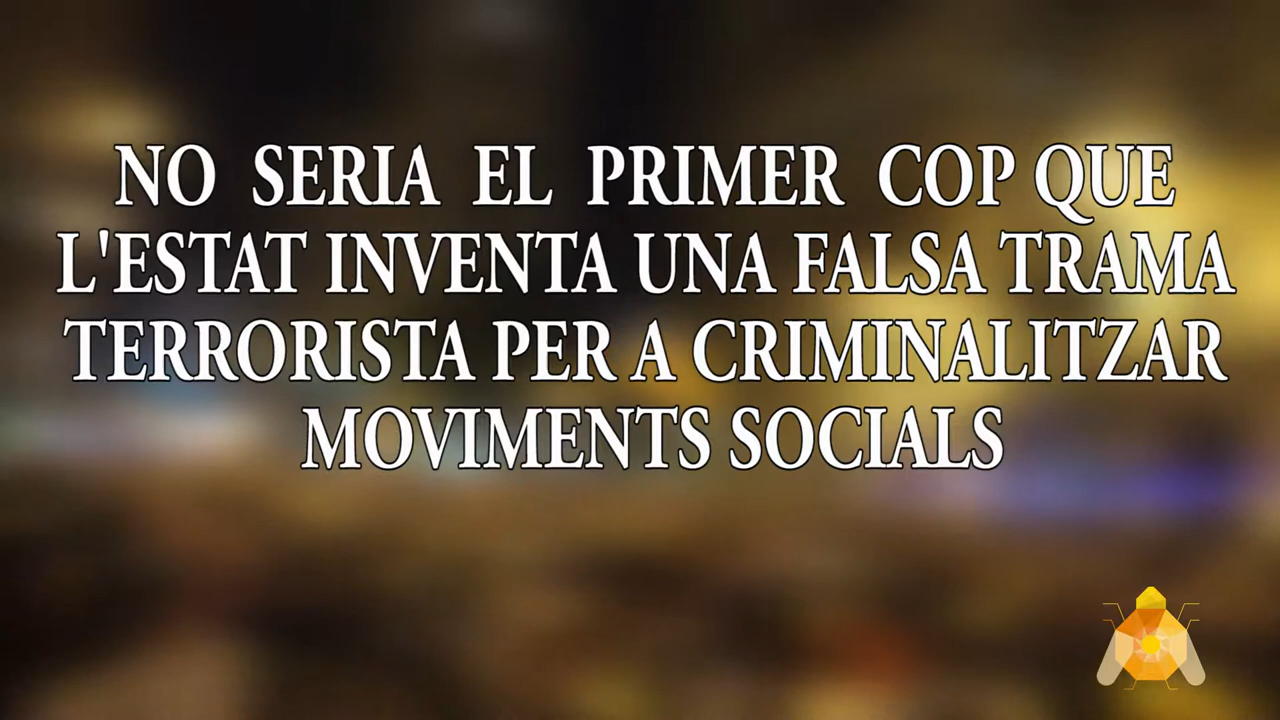 NO SERIA EL PRIMER COP QUE
L'ESTAT INVENTA UNA FALSA TRAMA
TERRORISTA PER A CRIMINALITZAR
MOVIMENTS SOCIALS